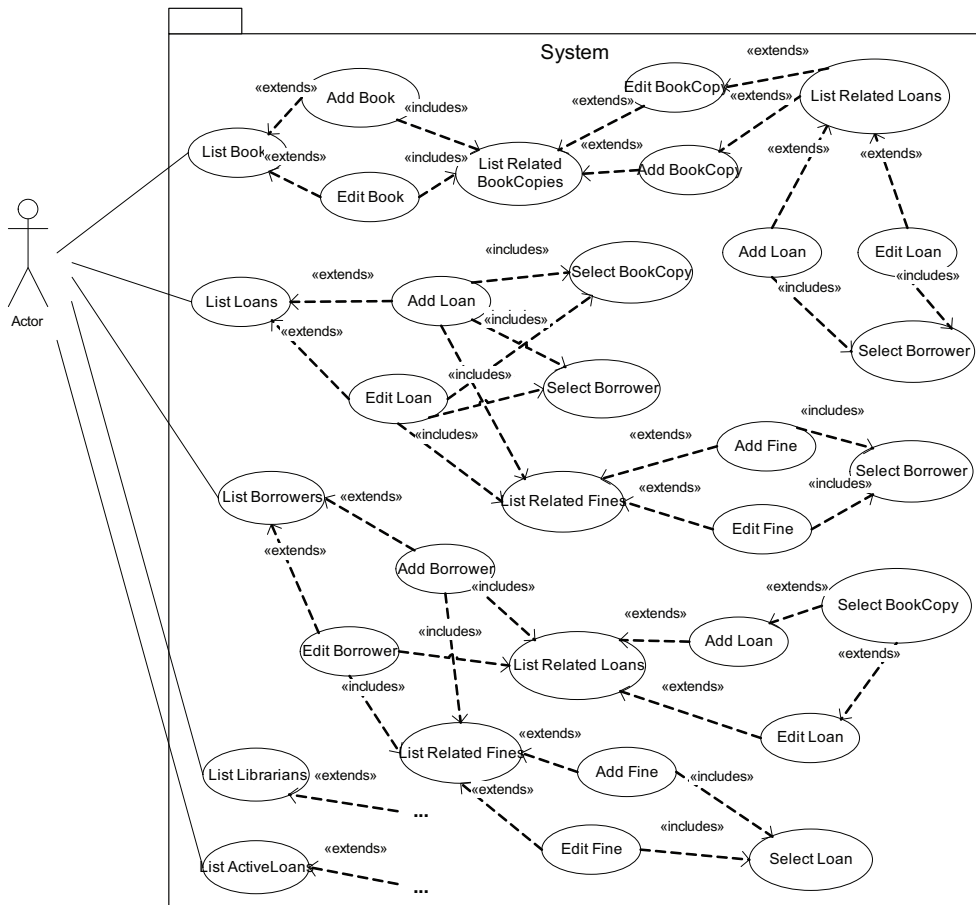 System
«extends»
Edit BookCopy
«extends»
List Related Loans
«extends»
Add Book
«includes»
«extends»
«extends»
List Book
«extends»
«includes»
List Related
BookCopies
«extends»
Add BookCopy
«extends»
«extends»
Edit Book
Actor
«includes»
Select BookCopy
Add Loan
Edit Loan
«extends»
List Loans
Add Loan
«includes»
«includes»
«includes»
«extends»
«includes»
Select Borrower
Select Borrower
Edit Loan
«includes»
«extends»
Add Fine
«includes»
Select Borrower
List Borrowers
«extends»
List Related Fines
«extends»
«includes»
Edit Fine
«extends»
Add Borrower
«includes»
«extends»
Select BookCopy
«includes»
«extends»
Add Loan
«extends»
Edit Borrower
List Related Loans
«includes»
«extends»
Edit Loan
List Related Fines
«extends»
List Librarians
«extends»
Add Fine
«includes»
«extends»
...
Edit Fine
«includes»
Select Loan
«extends»
List ActiveLoans
...